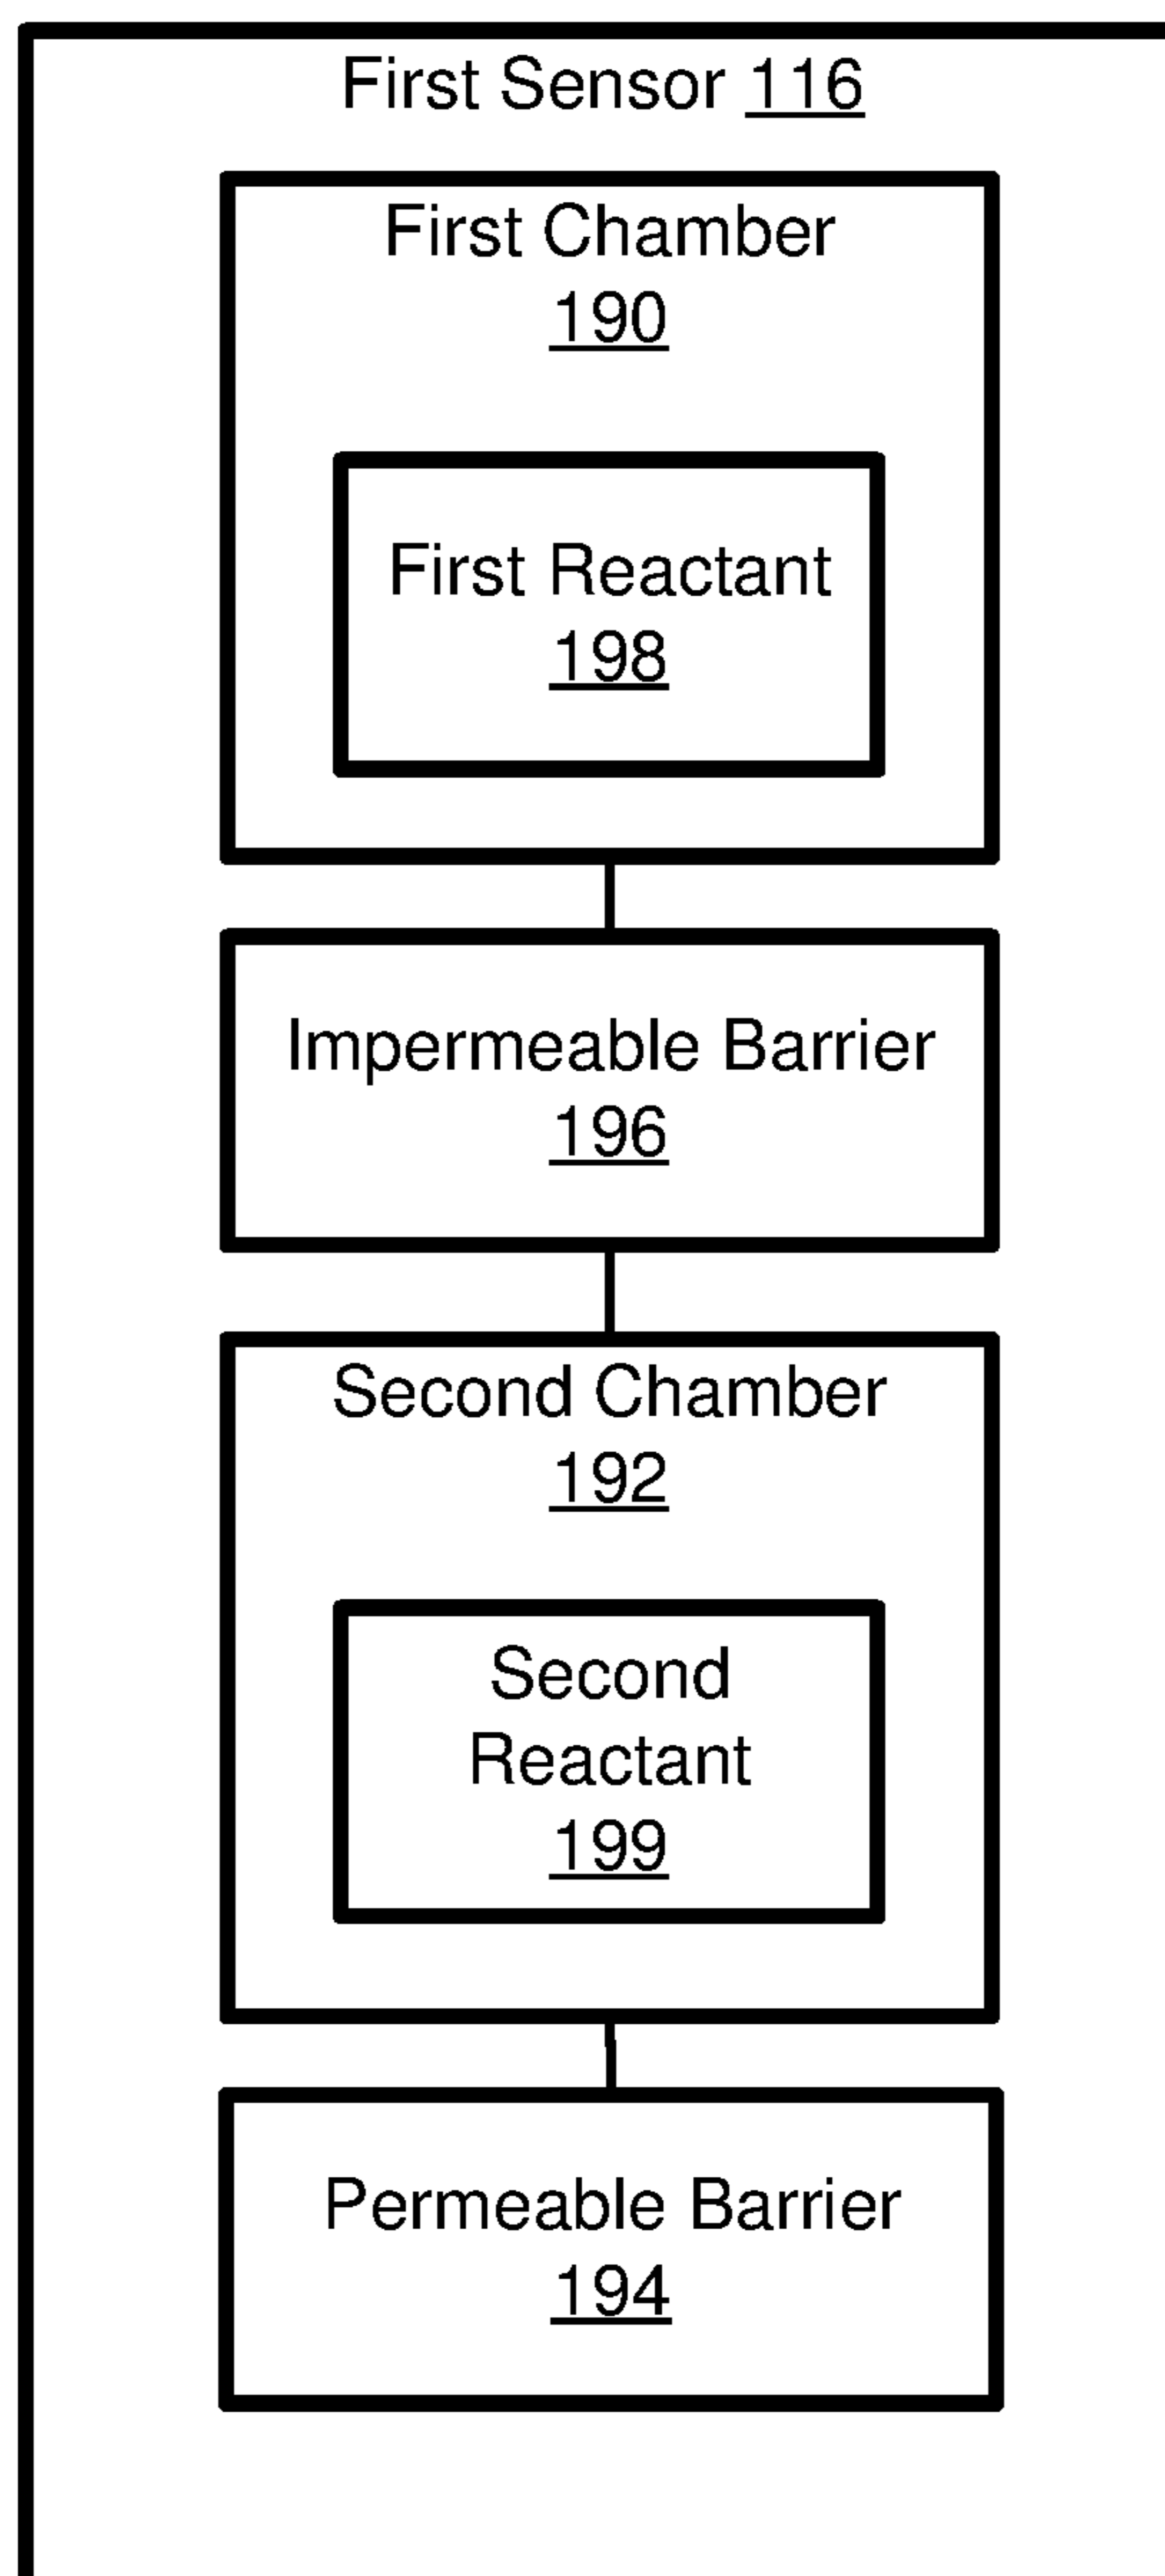 First Sensor 116
First Chamber
190
First Reactant
198
Impermeable Barrier
196
Second Chamber
192
Second
Reactant
199
Permeable Barrier
194